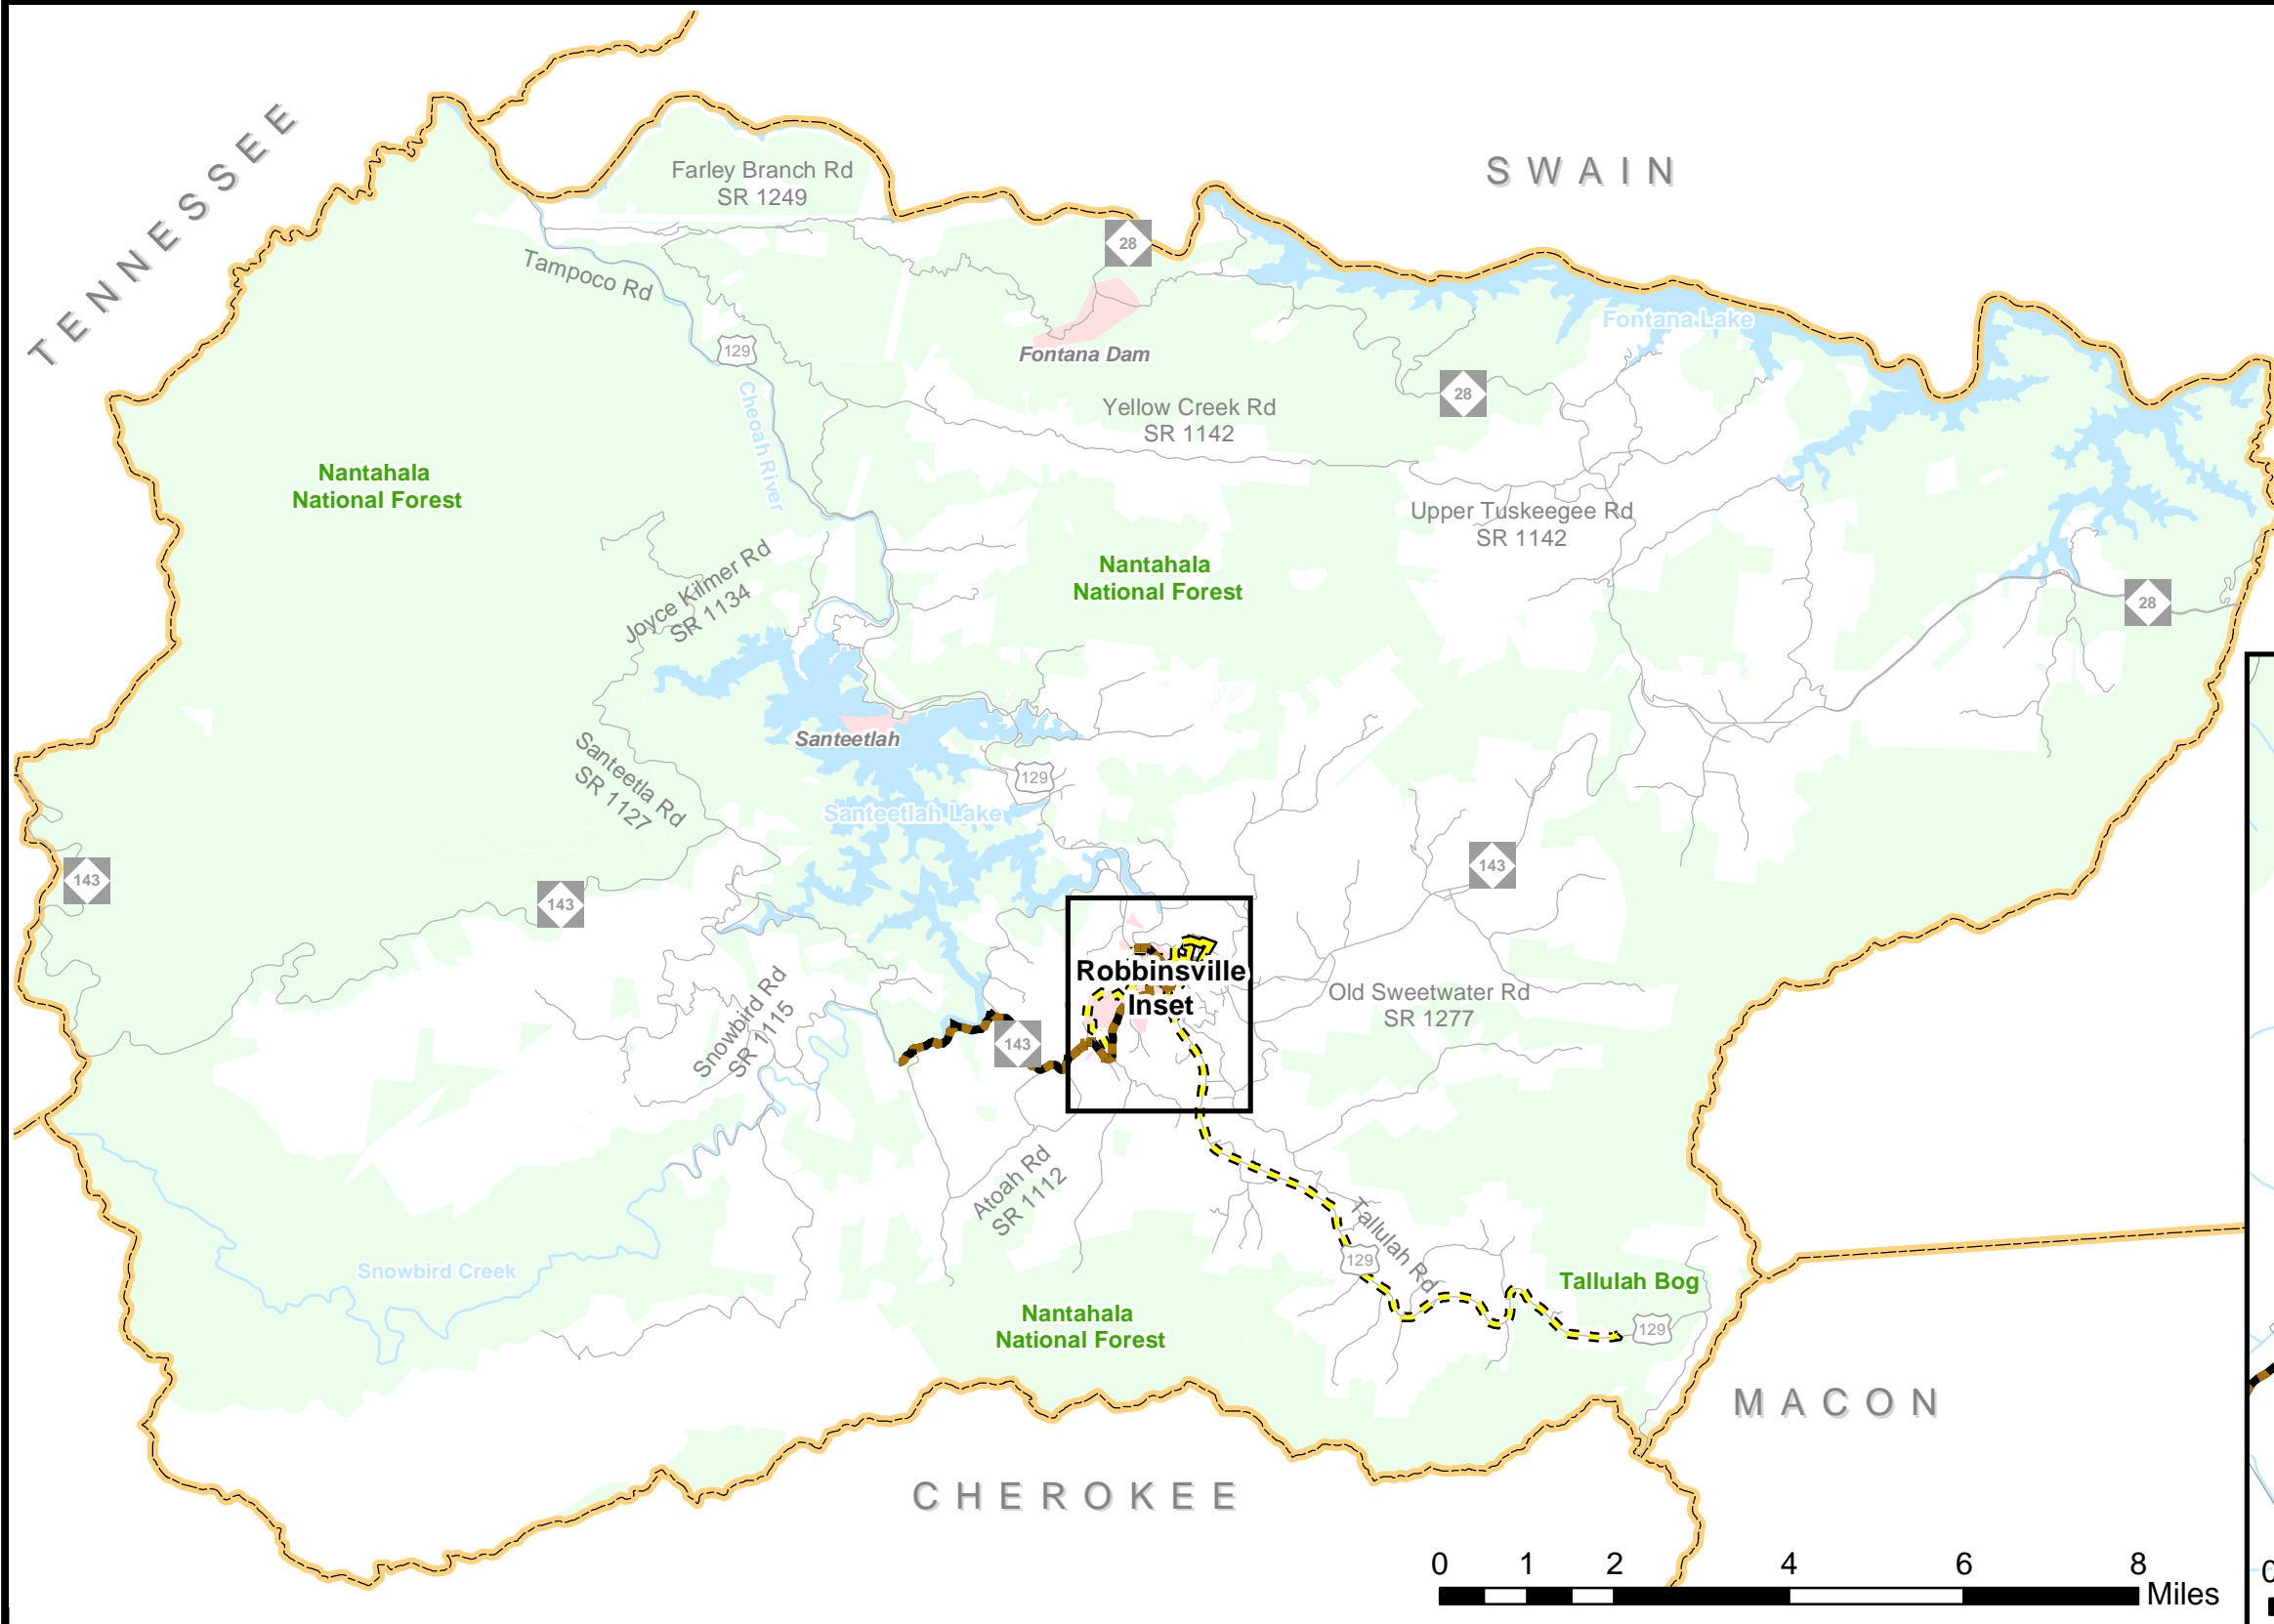 TENNESSEE
SWAIN
Farley Branch Rd
SR 1249
28
Tampoco Rd
Fontana Lake
129
Fontana Dam
28
Cheoah River
Yellow Creek Rd
SR 1142
Nantahala
National Forest
Upper Tuskeegee Rd
SR 1142
Nantahala
National Forest
Joyce Kilmer Rd
SR 1134
28
Santeetlah
Santeetla Rd
SR 1127
129
Santeetlah Lake
143
143
143
Robbinsville
Inset
Old Sweetwater Rd
SR 1277
Snowbird Rd
SR 1115
143
Atoah Rd
SR 1112
Tallulah Rd
129
Snowbird Creek
Tallulah Bog
Nantahala
National Forest
129
MACON
CHEROKEE
0 1 2 4 6 8
Miles
0